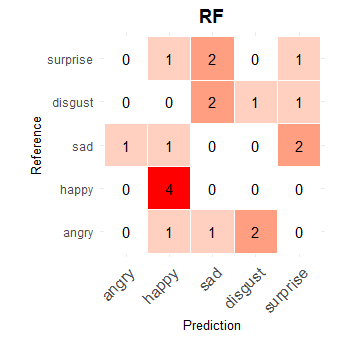 RF
Reference
surprise 0 1 2 0 1
disgust 0 0 2 1 1
sad 1 1 0 0 2
happy 0 4 0 0 0
angry 0 1 1 2 0
angry happy sad disgust surprise
Prediction